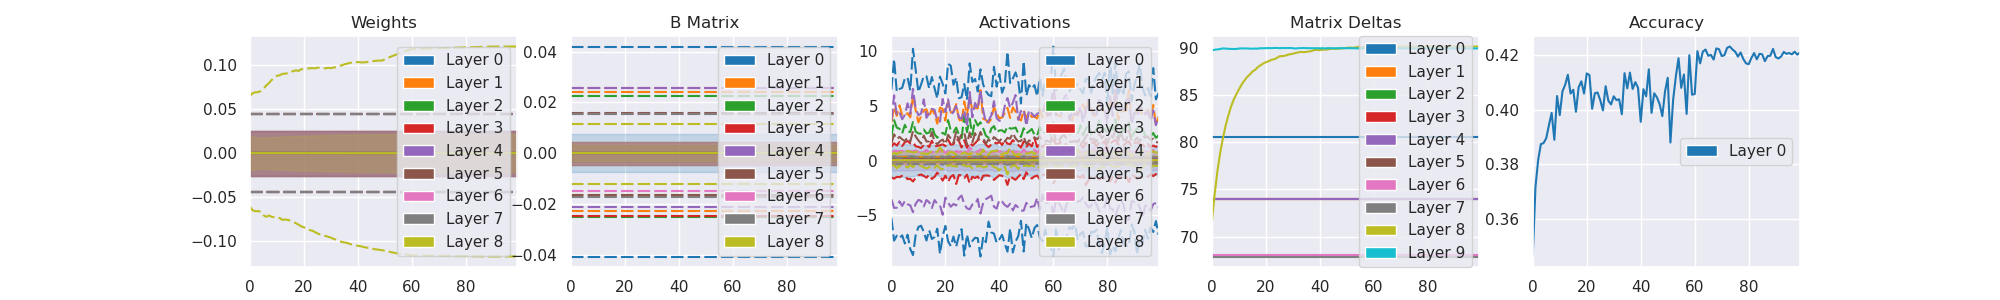 Weights
0.10
0.05
0.00
−0.05
−0.10
0 20 40 60 80
Layer 0
Layer 1
Layer 2
Layer 3
Layer 4
Layer 5
Layer 6
Layer 7
Layer 8
B Matrix
0.04
0.02
0.00
−0.02
−0.04
0 20 40 60 80
Layer 0
Layer 1
Layer 2
Layer 3
Layer 4
Layer 5
Layer 6
Layer 7
Layer 8
Activations
10
5
0
−5
0 20 40 60 80
Layer 0
Layer 1
Layer 2
Layer 3
Layer 4
Layer 5
Layer 6
Layer 7
Layer 8
Matrix Deltas
90
85
80
75
70
0 20 40 60 80
Layer 0
Layer 1
Layer 2
Layer 3
Layer 4
Layer 5
Layer 6
Layer 7
Layer 8
Layer 9
Accuracy
0.42
0.40
0.38
0.36
0 20 40 60 80
Layer 0